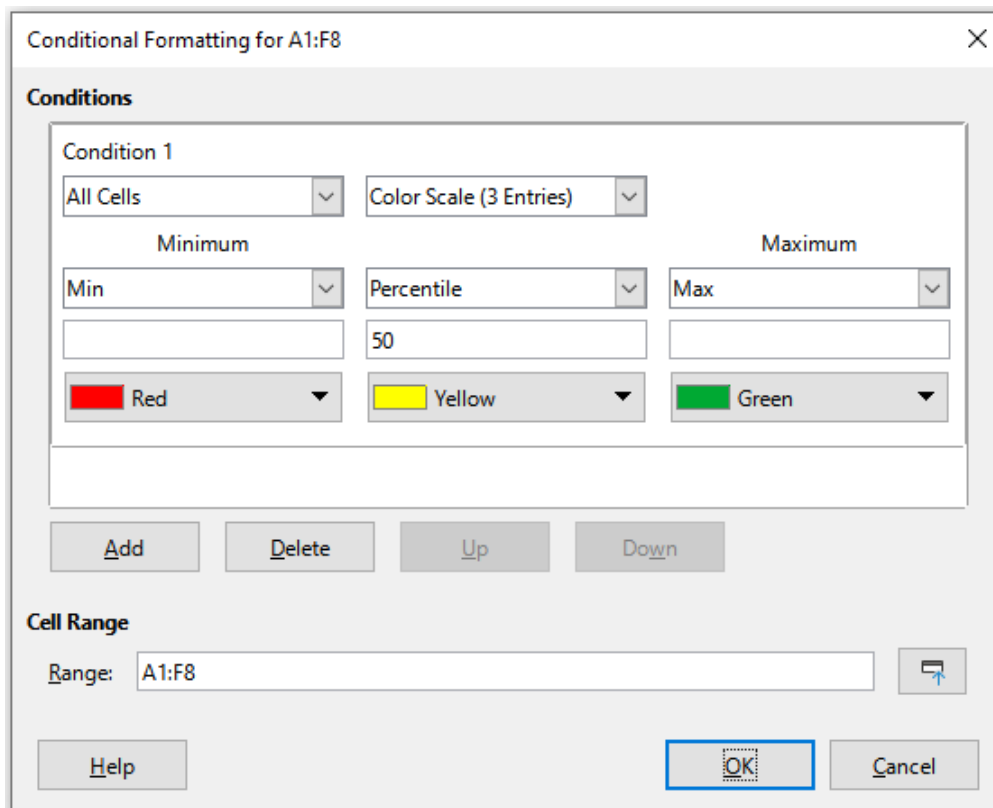 Conditional Formatting for A1:F8
Conditions
Condition 1
All Cells Color Scale (3 Entries)
Minimum Maximum
Min Percentile Max
50
Red Yellow Green
Add Delete Up Down
Cell Range
Range: A1:F8
Help OK Cancel